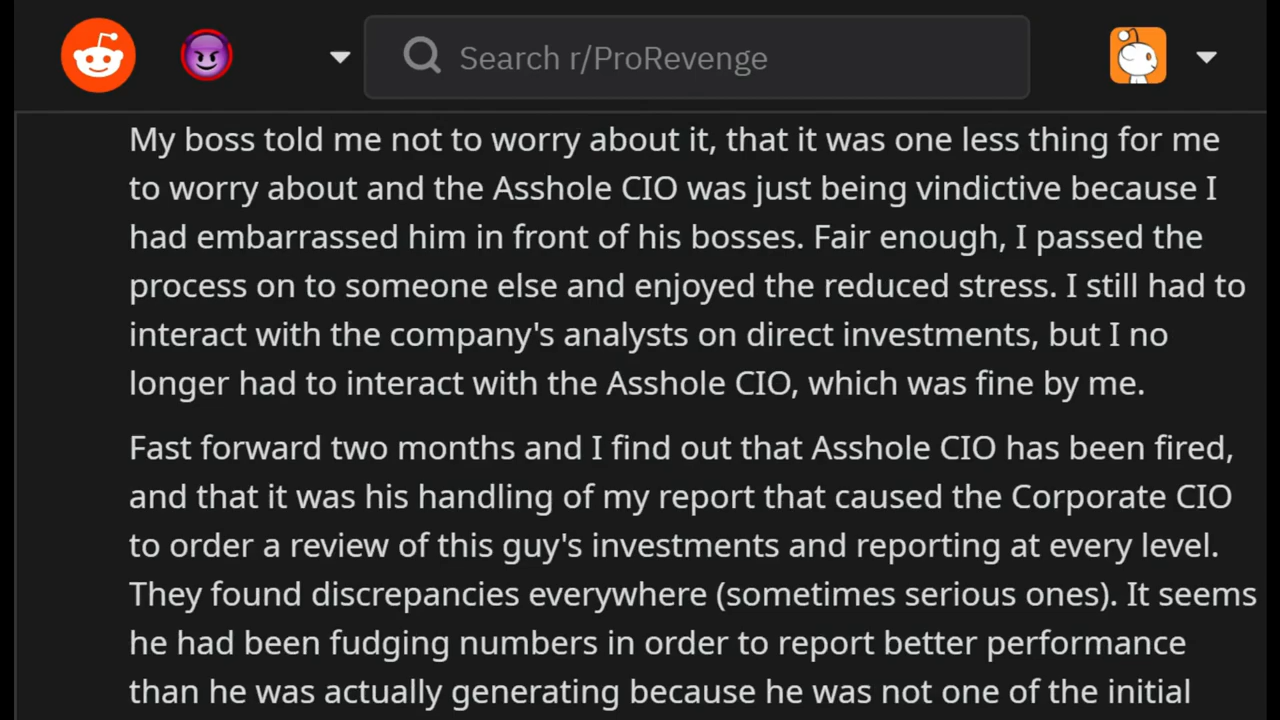 Search r/ProRevenge
My boss told me not to worry about it, that it was one less thing for me
to worry about and the Asshole CIO was just being vindictive because I
had embarrassed him in front of his bosses. Fair enough, I passed the
process on to someone else and enjoyed the reduced stress. I still had to
interact with the company's analysts on direct investments, but I no
longer had to interact with the Asshole CIO, which was fine by me.
Fast forward two months and I find out that Asshole CIO has been fired,
and that it was his handling of my report that caused the Corporate CIO
to order a review of this guy's investments and reporting at every level.
They found discrepancies everywhere (sometimes serious ones). It seems
he had been fudging numbers in order to report better performance
than he was actually generating because he was not one of the initial